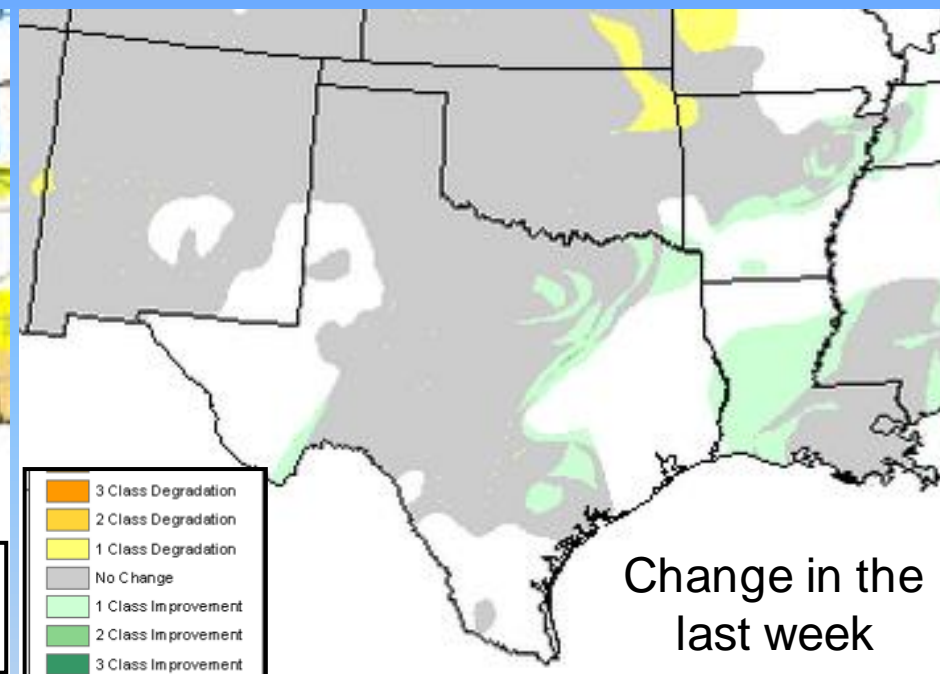 3 Class Degradation
2 Class Degradation
1 Class Degradation
No Change
1 Class Improvement
2 Class Improvement
3 Class Improvement
Change in the
last week